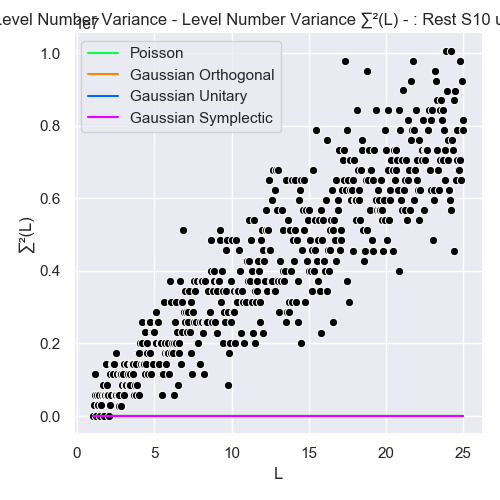 Level Number Variance - Level Number Variance ∑²(L) - : Rest S10 u
1e7
Poisson
Gaussian Orthogonal
Gaussian Unitary
Gaussian Symplectic
1.0
0.8
0.6
0.4
0.2
0.0
∑²(L)
0 5 10 15 20 25
L